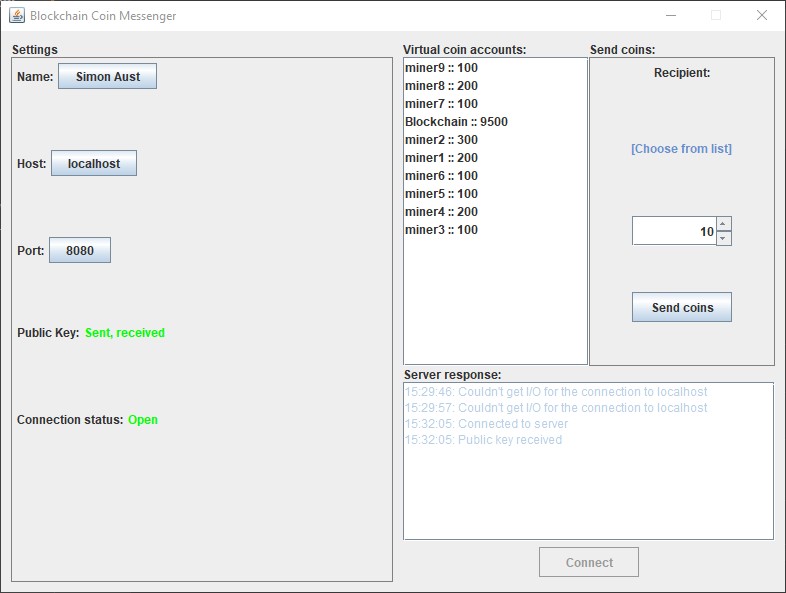 Blockchain Coin Messenger
Settings
Name: Simon Aust
Host: localhost
Port: 8080
Public Key: Sent, received
Connection status: Open
Virtual coin accounts:
miner9 :: 100
miner8 :: 200
miner7 :: 100
Blockchain :: 9500
miner2 :: 300
miner1 :: 200
miner6 :: 100
miner5 :: 100
miner4 :: 200
miner3 :: 100
Send coins:
Recipient:
[Choose from list]
10
Send coins
Server response:
15:29:46: Couldn't get I/O for the connection to localhost
15:29:57: Couldn't get I/O for the connection to localhost
15:32:05: Connected to server
15:32:05: Public key received
Connect